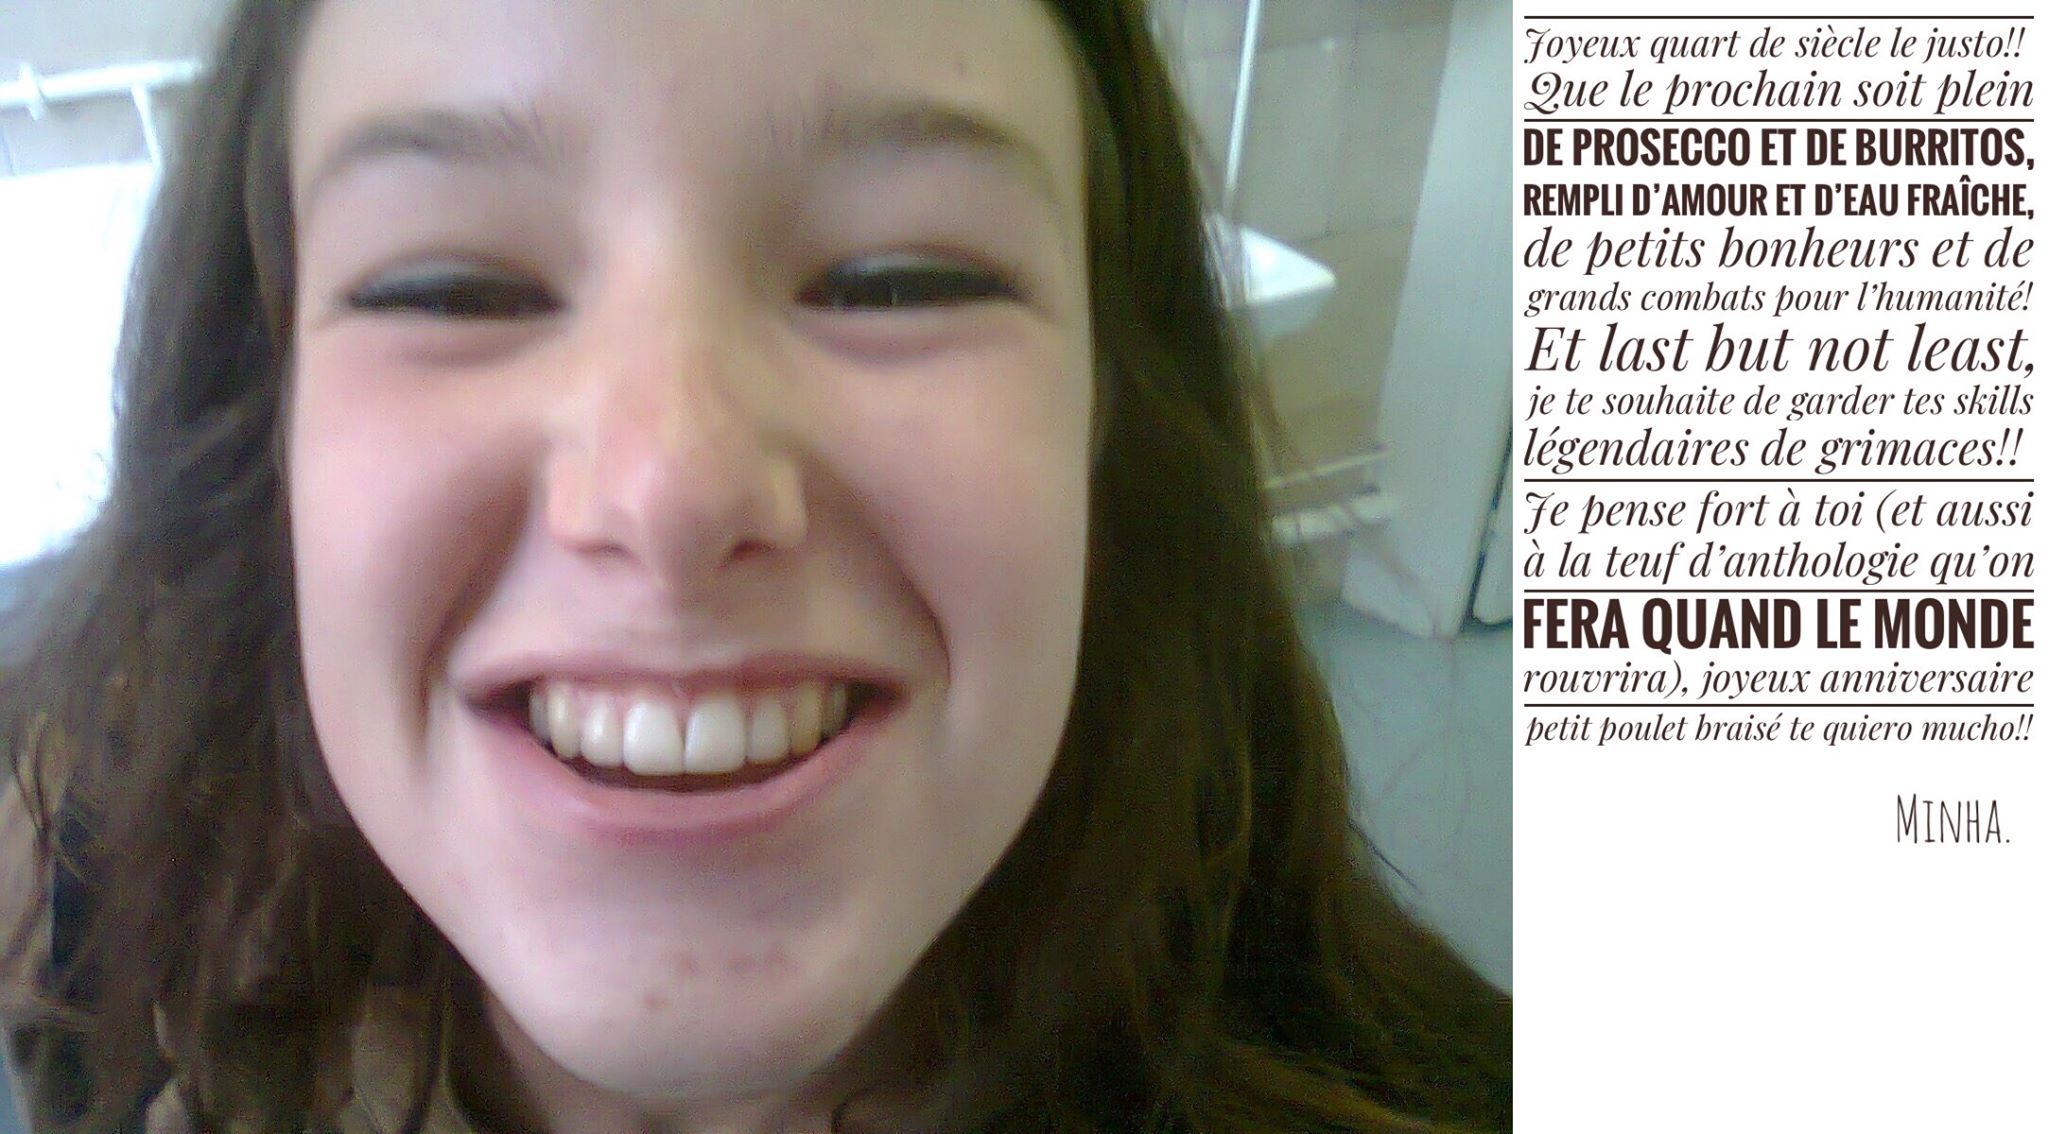 Joyeux quart de siècle le justo!!
Que le prochain soit plein
DE PROSECCO ET DE BURRITOS,
REMPLI D’AMOUR ET D’EAU FRAÎCHE,
de petits bonheurs et de
grands combats pour l’humanité!
Et last but not least,
je te souhaite de garder tes skills
légendaires de grimaces!!
Je pense fort à toi (et aussi
à la teuf d’anthologie qu’on
FERA QUAND LE MONDE
rouvrira), joyeux anniversaire
petit poulet braisé te quiero mucho!!
MINHA.